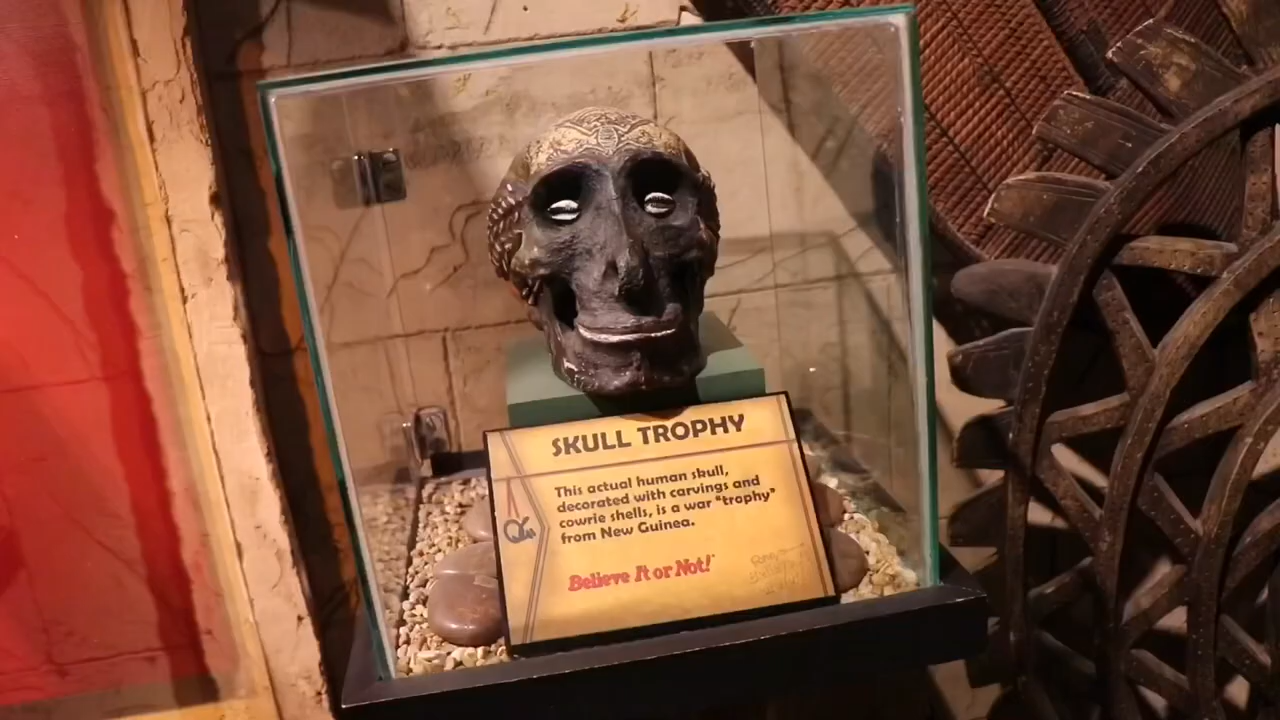 SKULL TROPHY
This actual human skull,
decorated with carvings and
cowrie shells, is a war "trophy"
from New Guinea.
Believe It or Not!